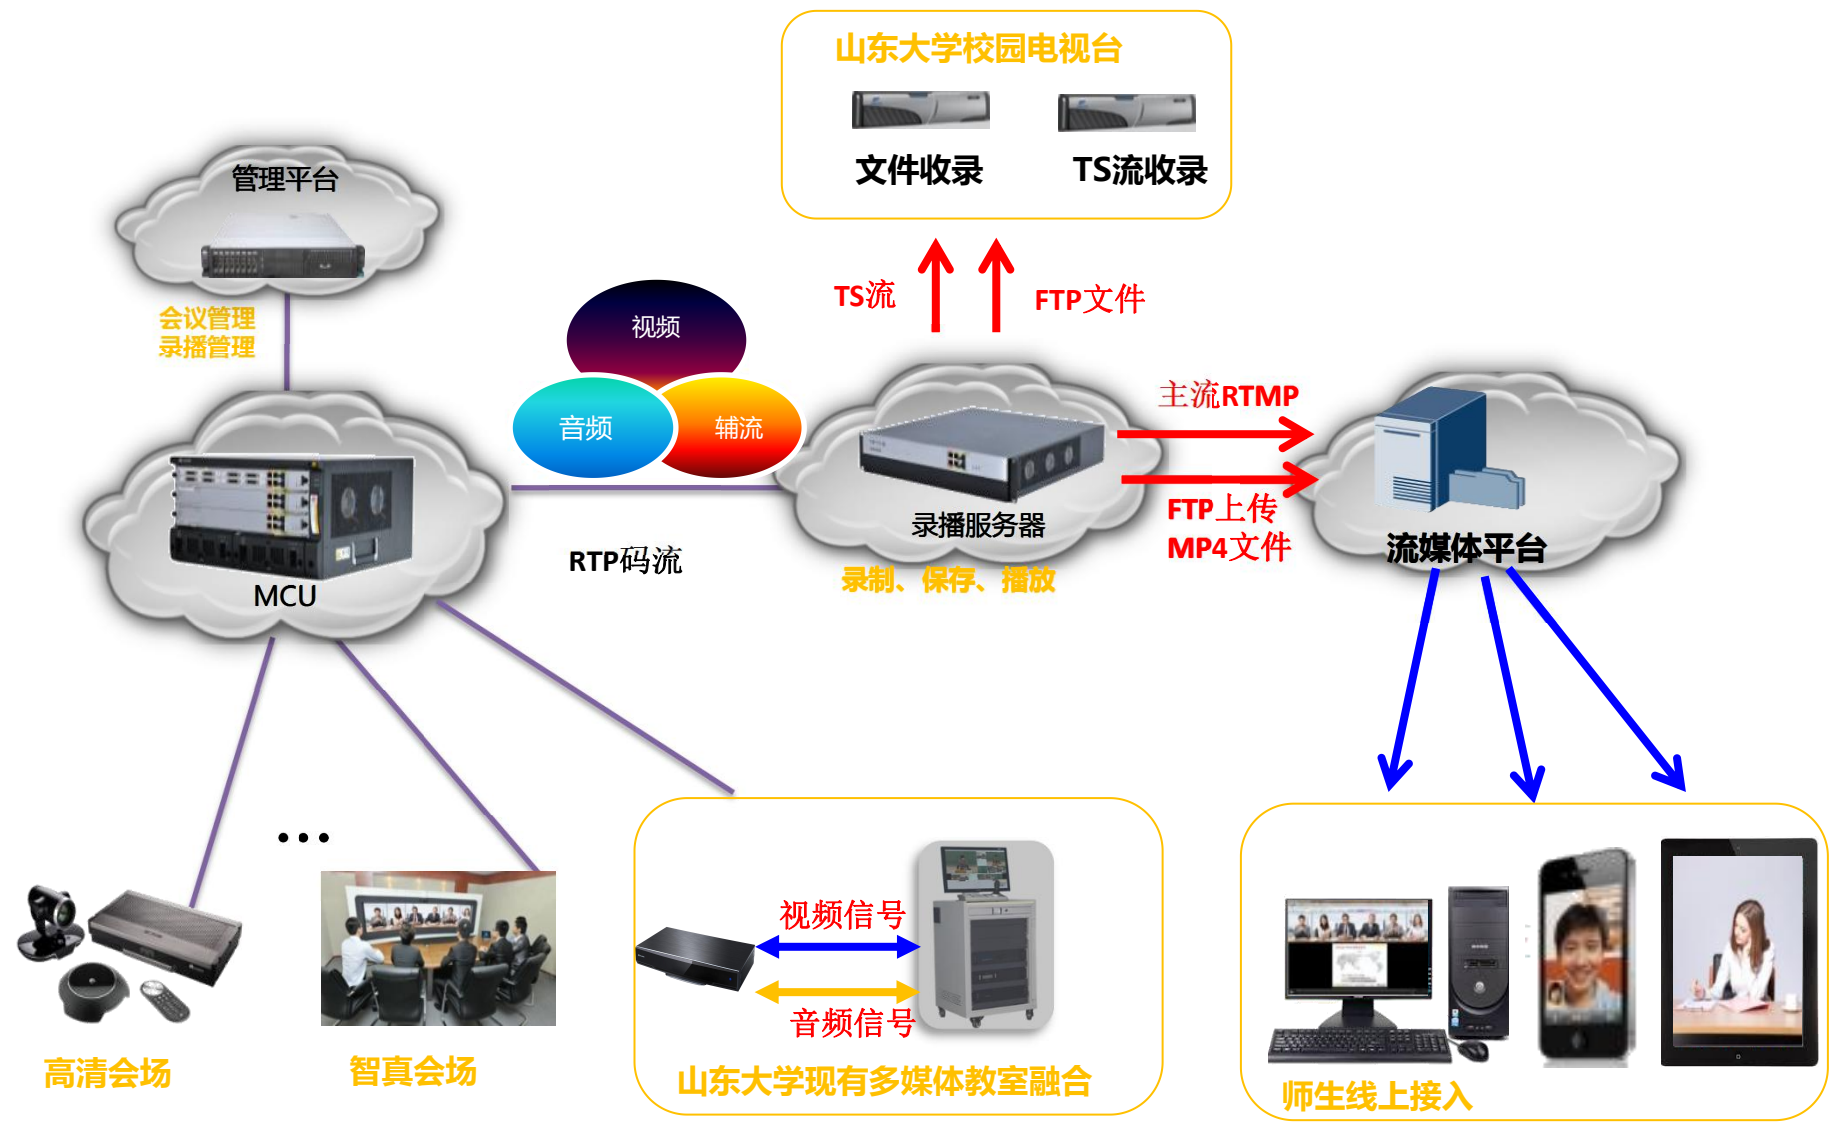 山东大学校园电视台
文件收录
TS流收录
管理平台
会议管理
录播管理
TS流
FTP文件
视频
音频
辅流
主流RTMP
FTP上传
MP4文件
录播服务器
录制、保存、播放
流媒体平台
RTP码流
MCU
...
视频信号
音频信号
高清会场
智真会场
山东大学现有多媒体教室融合
师生线上接入